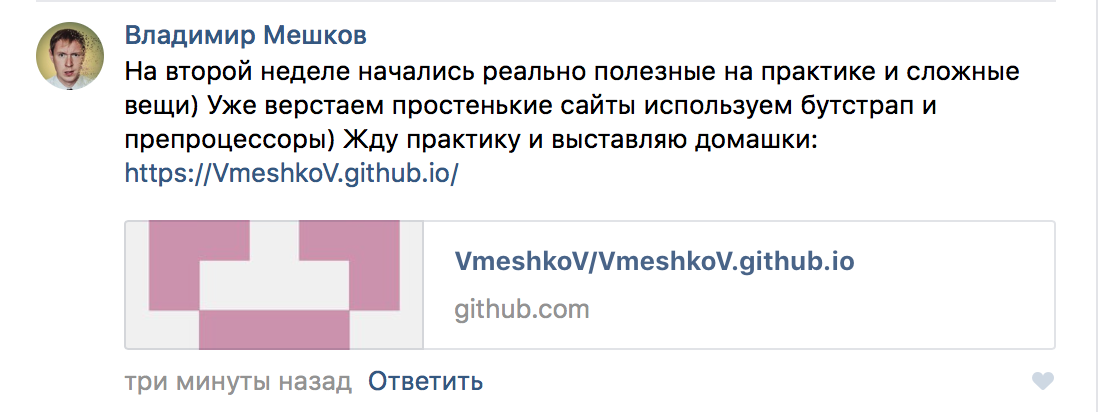 Владимир Мешков
На второй неделе начались реально полезные на практике и сложные
вещи) Уже верстаем простенькие сайты используем бутстрап и
препроцессоры) Жду практику и выставляю домашки:
https://VmeshkoV.github.io/
VmeshkoV/VmeshkoV.github.io
github.com
три минуты назад Ответить